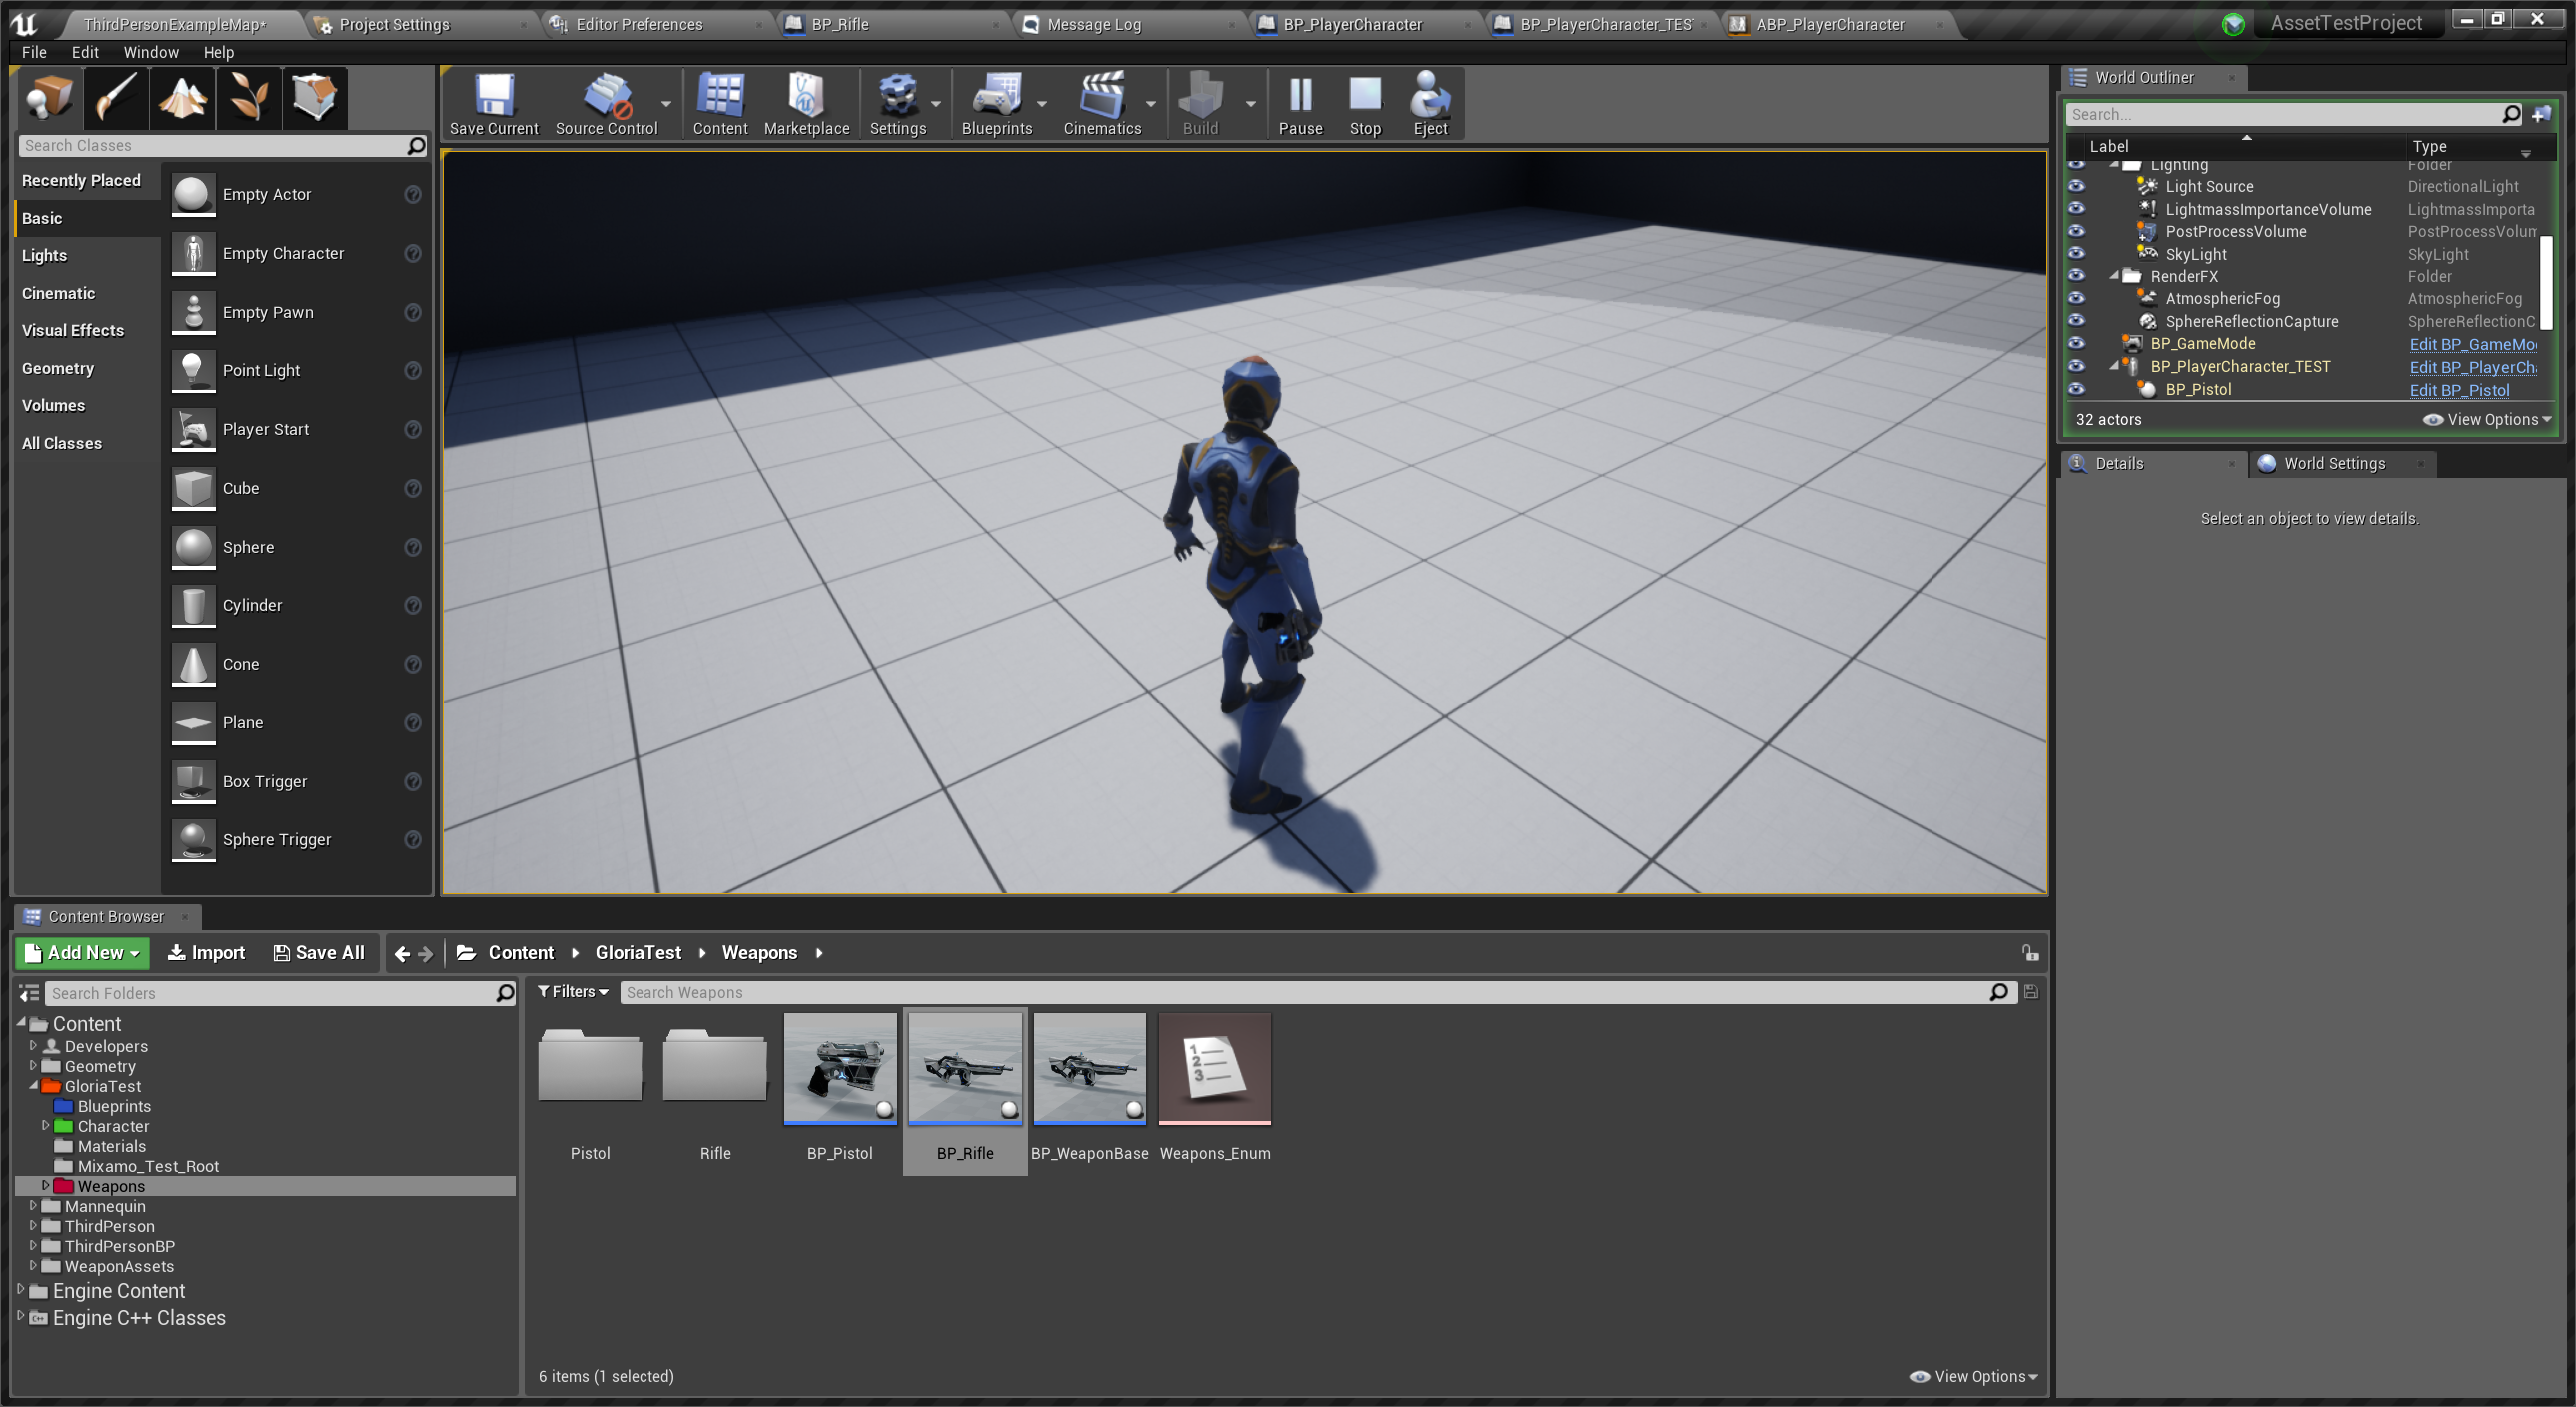 ThirdPersonExampleMap*
Project Settings
Editor Preferences
BP_Rifle
Message Log
BP_PlayerCharacter
BP_PlayerCharacter_TES
ABP_PlayerCharacter
AssetTestProject
File Edit Window Help
Save Current
Source Control
Content
Marketplace
Settings
Blueprints
Cinematics
Build
Pause
Stop
Eject
Search Classes
Recently Placed
Basic
Lights
Cinematic
Visual Effects
Geometry
Volumes
All Classes
Empty Actor
Empty Character
Empty Pawn
Point Light
Player Start
Cube
Sphere
Cylinder
Cone
Plane
Box Trigger
Sphere Trigger
World Outliner
Search...
Label Type
Lighting Folder
Light Source DirectionalLight
LightmassImportanceVolume LightmassImporta
PostProcessVolume PostProcessVolum
SkyLight SkyLight
RenderFX Folder
AtmosphericFog AtmosphericFog
SphereReflectionCapture SphereReflectionC
BP_GameMode Edit BP_GameMo
BP_PlayerCharacter_TEST Edit BP_PlayerCh
BP_Pistol Edit BP_Pistol
32 actors View Options
Details
World Settings
Select an object to view details.
Content Browser
Add New Import Save All Content GloriaTest Weapons
Search Folders
Content
Developers
Geometry
GloriaTest
Blueprints
Character
Materials
Mixamo_Test_Root
Weapons
Mannequin
ThirdPerson
ThirdPersonBP
WeaponAssets
Engine Content
C++ Engine C++ Classes
Filters Search Weapons
1
2
3
Pistol Rifle BP_Pistol BP_Rifle BP_WeaponBase Weapons_Enum
6 items (1 selected) View Options